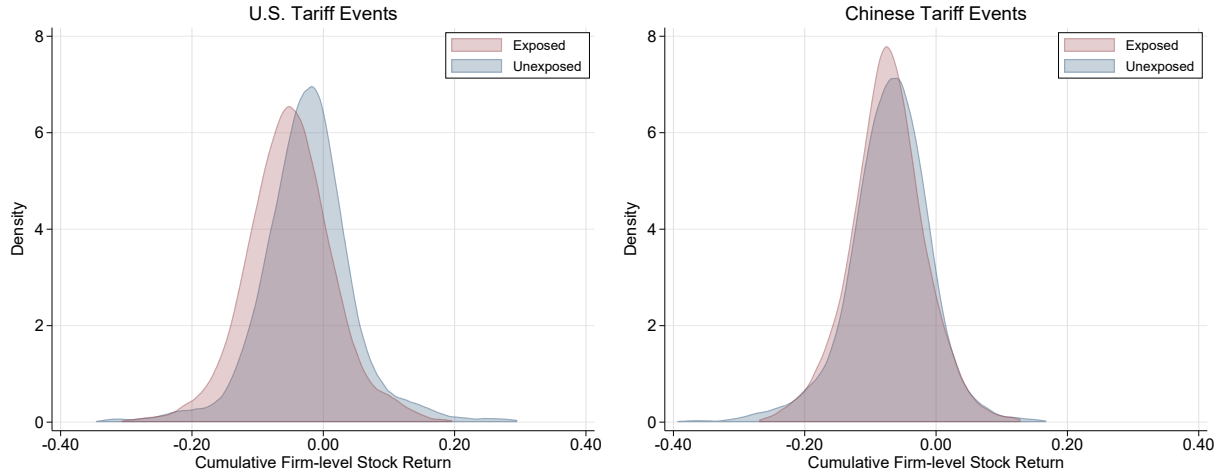 U.S. Tariff Events
8
6
4
2
0
Density
Exposed
Unexposed
-0.40
-0.20
0.00
0.20
0.40
Cumulative Firm-level Stock Return
Chinese Tariff Events
8
6
4
2
0
Density
Exposed
Unexposed
-0.40
-0.20
0.00
0.20
0.40
Cumulative Firm-level Stock Return